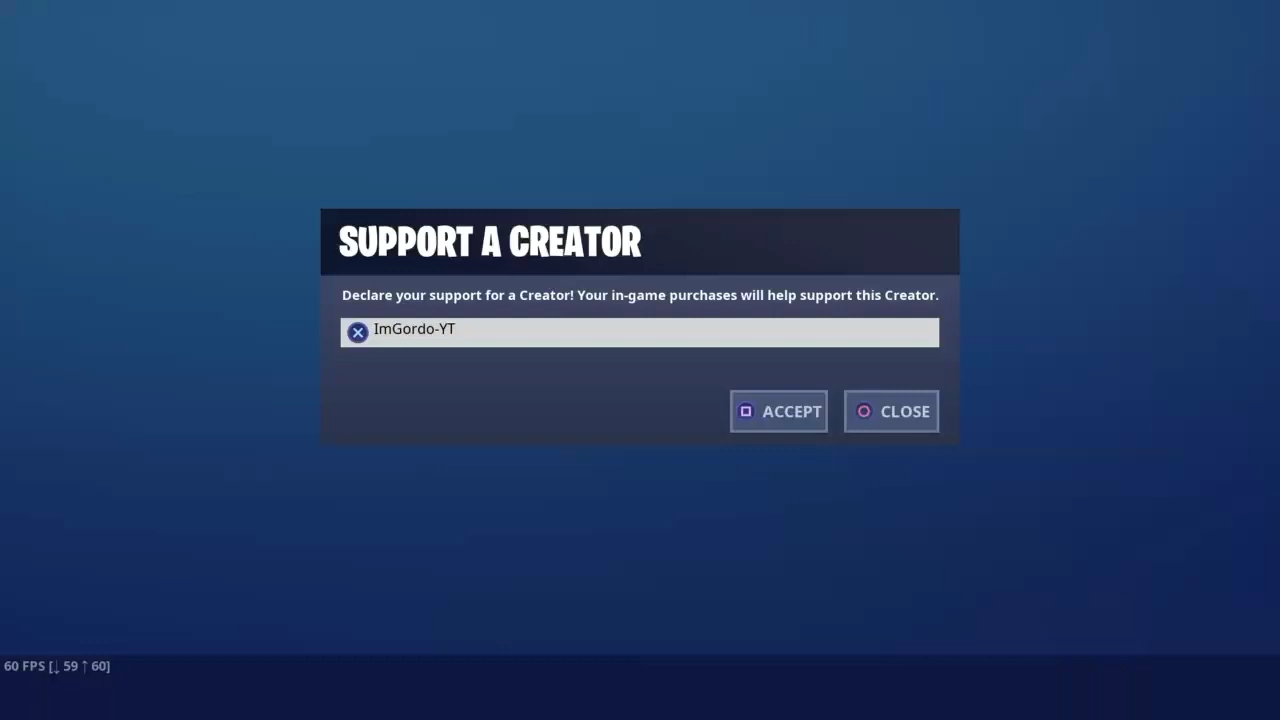 SUPPORT A CREATOR
Declare your support for a Creator! Your in-game purchases will help support this Creator.
ImGordo-YT
ACCEPT CLOSE
60 FPS [↓ 59 ↑ 60]